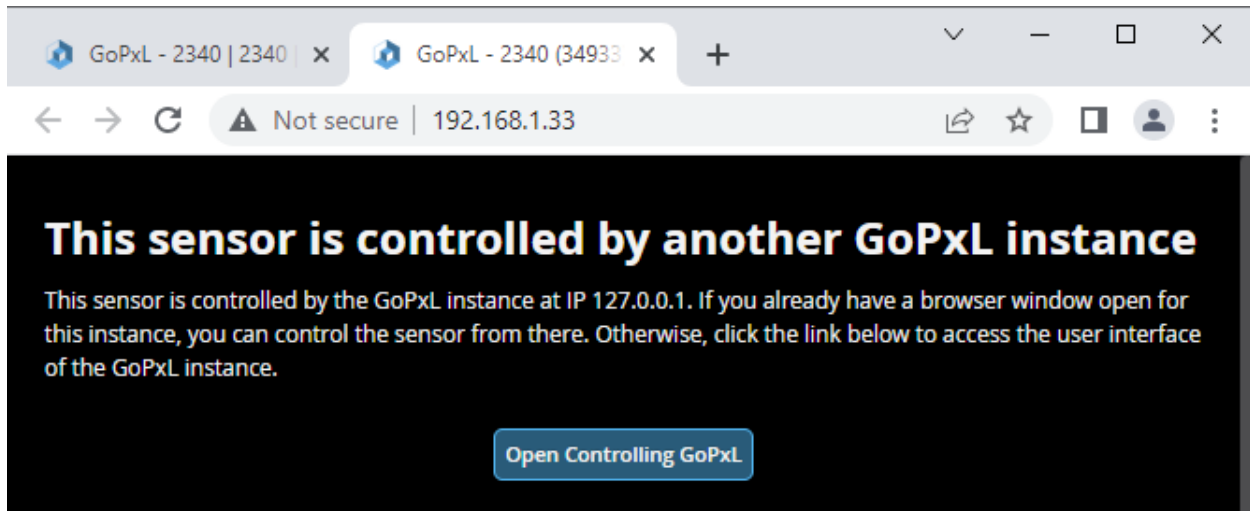 GoPxL - 2340 | 2340 |
GoPxL - 2340 (34933
Not secure | 192.168.1.33
This sensor is controlled by another GoPxL instance
This sensor is controlled by the GoPxL instance at IP 127.0.0.1. If you already have a browser window open for
this instance, you can control the sensor from there. Otherwise, click the link below to access the user interface
of the GoPxL instance.
Open Controlling GoPxL